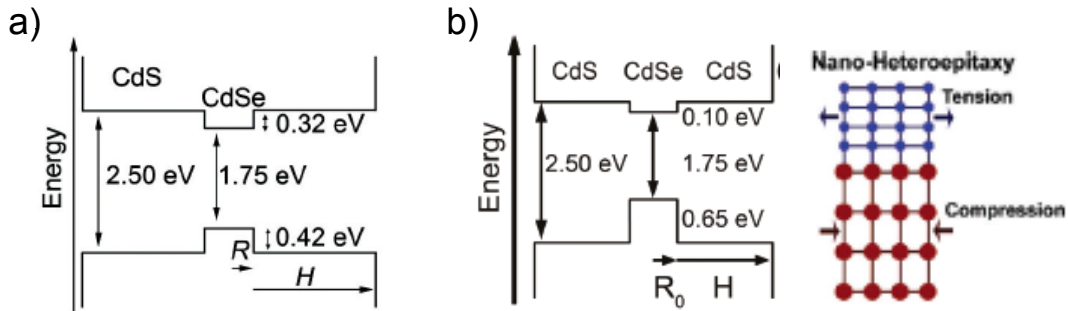 a)
Energy
CdS
CdSe
0.32 eV
2.50 eV
1.75 eV
0.42 eV
R
H
b)
Energy
CdS
CdSe
CdS
0.10 eV
2.50 eV
1.75 eV
0.65 eV
R0
H
Nano-Heteroepitaxy
Tension
Compression